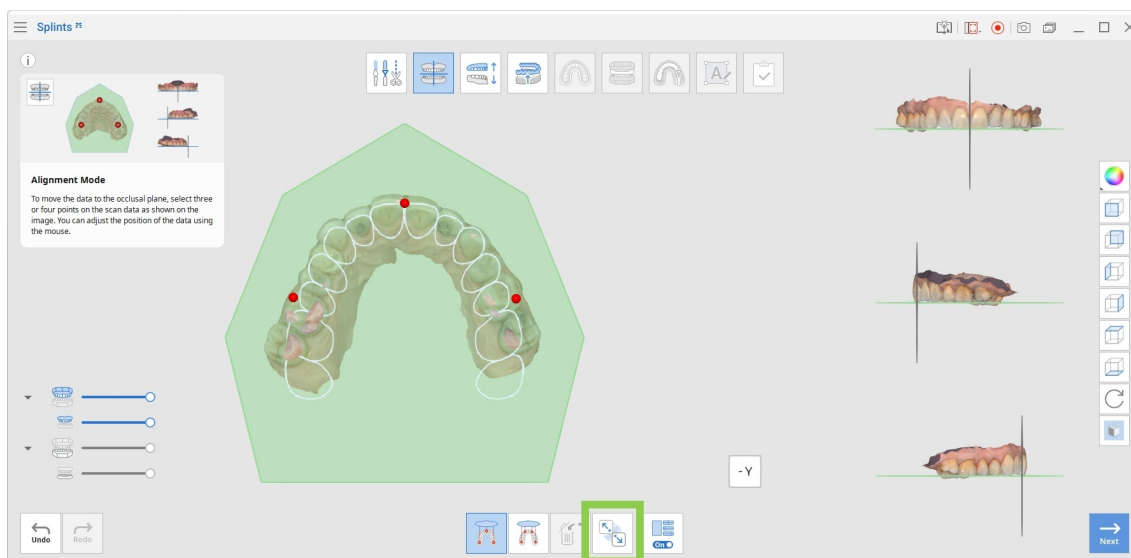 Splints
Alignment Mode
To move the data to the occlusal plane, select three
or four points on the scan data as shown on the
image. You can adjust the position of the data using
the mouse.
- Y
Undo
Redo
On
Next